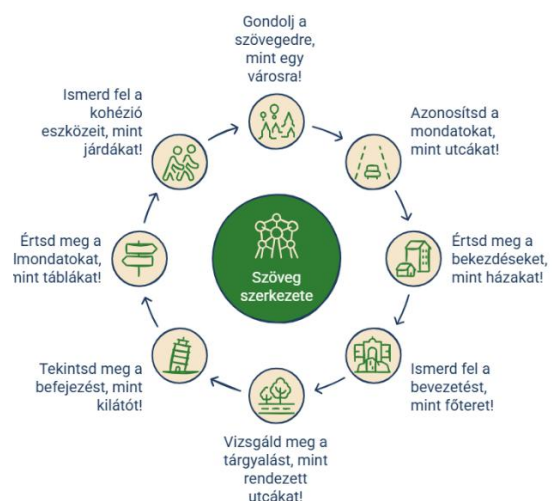 Gondolj a
szövegedre,
mint egy
városra!
Azonosítsd a
mondatokat,
mint utcákat!
Értsd meg a
bekezdéseket,
mint házakat!
Ismerd fel a
bevezetést,
mint főteret!
Vizsgáld meg a
tárgyalást, mint
rendezett
utcákat!
Tekintsd meg a
befejezést, mint
kilátót!
Értsd meg a
lmondatokat,
mint táblákat!
Ismerd fel a
kohézió
eszközeit, mint
járdákat!
Szöveg
szerkezete